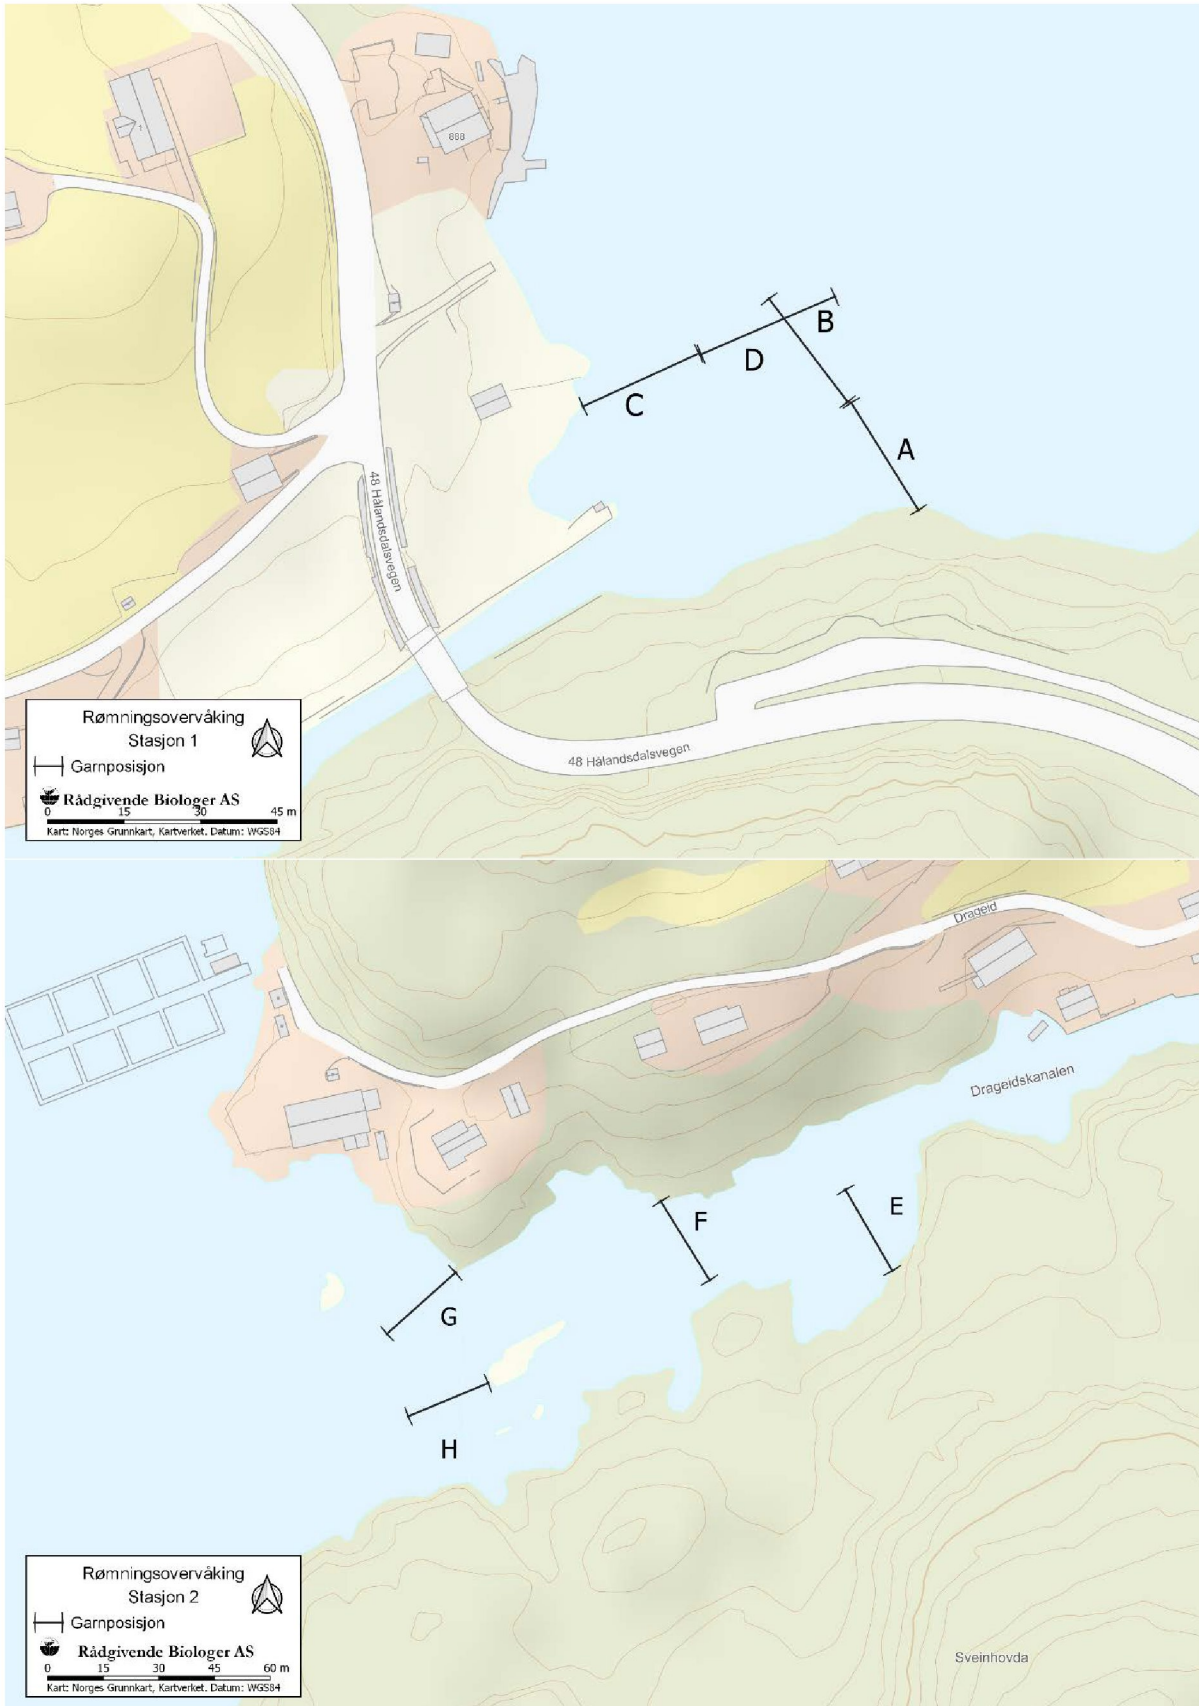 888
B
D
C
A
48 Hålandsdalsvegen
48 Hålandsdalsvegen
Rømningsovervåking
Stasjon 1
Garnposisjon
Rådgivende Biologer AS
0 15 30 45 m
Kart: Norges Grunnkart, Kartverket. Datum: WGS84
Drageid
Drageidskanalen
E
F
G
H
Rømningsovervåking
Stasjon 2
Garnposisjon
Rådgivende Biologer AS
0 15 30 45 60 m
Kart: Norges Grunnkart, Kartverket. Datum: WGS84
Sveinhovda